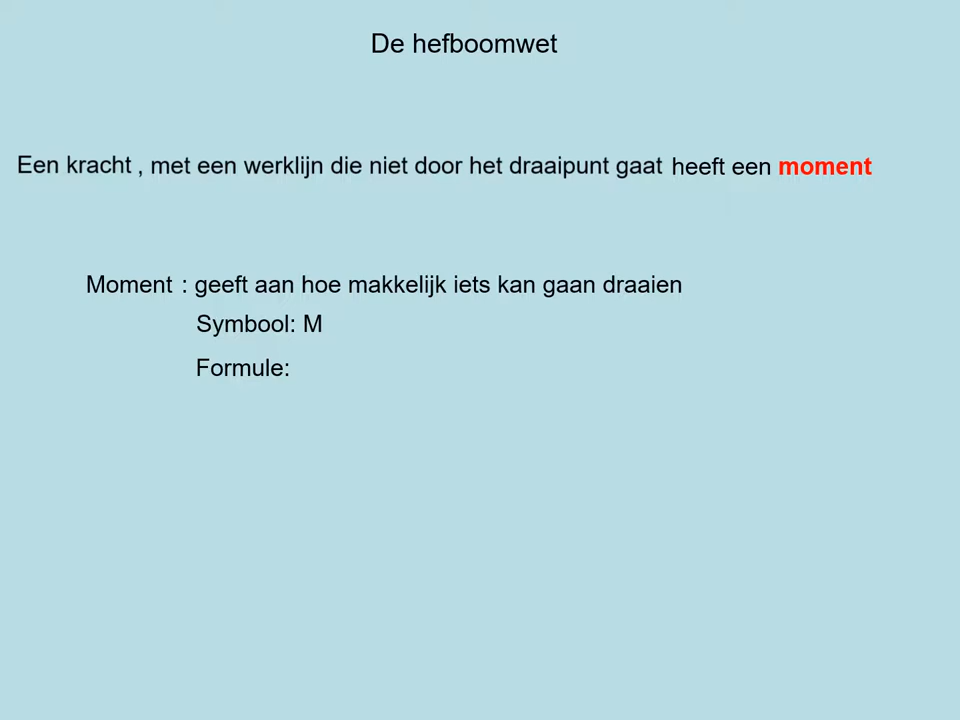 De hefboomwet
Een kracht , met een werklijn die niet door het draaipunt gaat heeft een moment
Moment : geeft aan hoe makkelijk iets kan gaan draaien
Symbool: M
Formule: